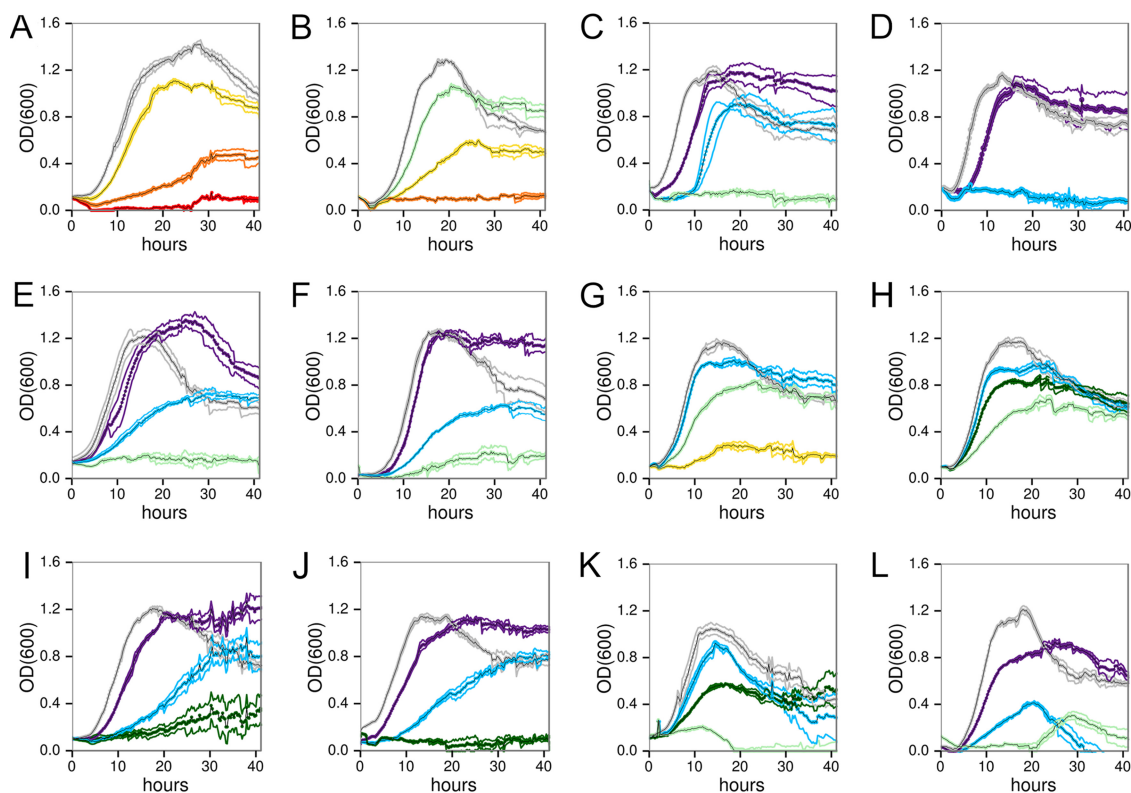 A B C D
1.6 1.6 1.6 1.6
1.2 1.2 1.2 1.2
OD(600) OD(600) OD(600) OD(600)
0.8 0.8 0.8 0.8
0.4 0.4 0.4 0.4
0.0 0.0 0.0 0.0
0 10 20 30 40 0 10 20 30 40 0 10 20 30 40 0 10 20 30 40
hours hours hours hours
E F G H
1.6 1.6 1.6 1.6
1.2 1.2 1.2 1.2
OD(600) OD(600) OD(600) OD(600)
0.8 0.8 0.8 0.8
0.4 0.4 0.4 0.4
0.0 0.0 0.0 0.0
0 10 20 30 40 0 10 20 30 40 0 10 20 30 40 0 10 20 30 40
hours hours hours hours
I J K L
1.6 1.6 1.6 1.6
1.2 1.2 1.2 1.2
OD(600) OD(600) OD(600) OD(600)
0.8 0.8 0.8 0.8
0.4 0.4 0.4 0.4
0.0 0.0 0.0 0.0
0 10 20 30 40 0 10 20 30 40 0 10 20 30 40 0 10 20 30 40
hours hours hours hours